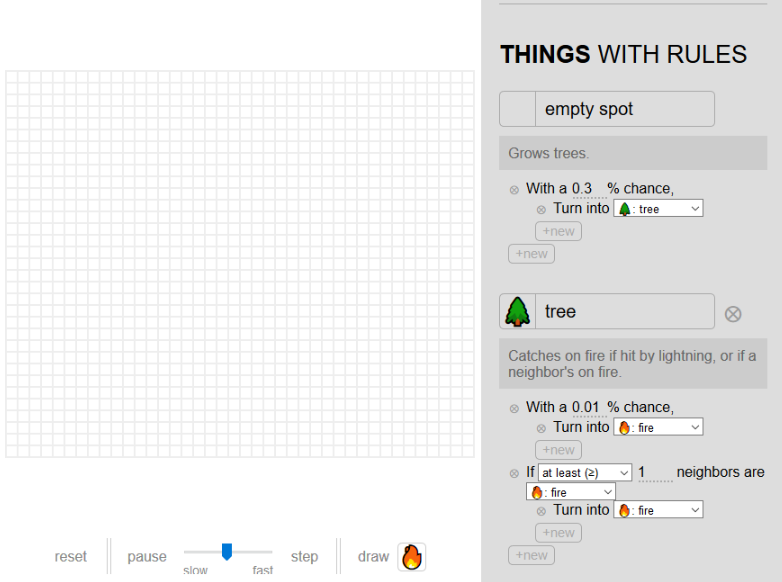 THINGS WITH RULES
empty spot
Grows trees.
With a 0.3 % chance,
Turn into : tree
+new
+new
tree
Catches on fire if hit by lightning, or if a
neighbor's on fire.
With a 0.01 % chance,
Turn into : fire
+new
If at least (≥) 1 neighbors are
: fire
Turn into : fire
+new
+new
reset pause slow fast step draw